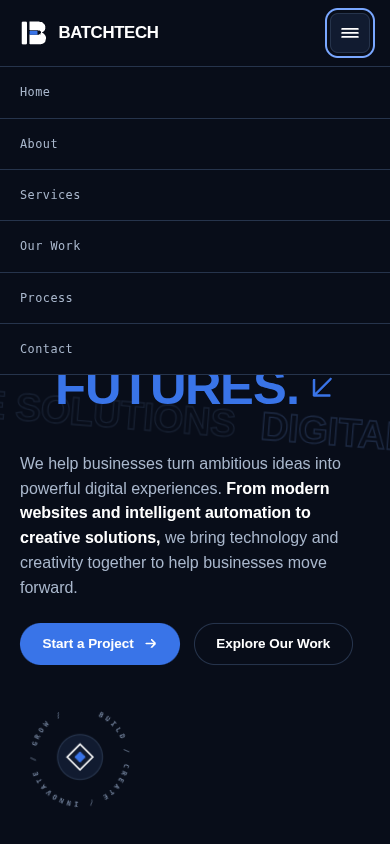 BATCHTECH
Home
About
Services
Our Work
Process
Contact
FUTURES.
SOLUTIONS
We help businesses turn ambitious ideas into
powerful digital experiences. From modern
websites and intelligent automation to
creative solutions, we bring technology and
creativity together to help businesses move
forward.
Start a Project →
Explore Our Work
BUILD / CREATE / INNOVATE / GROW /